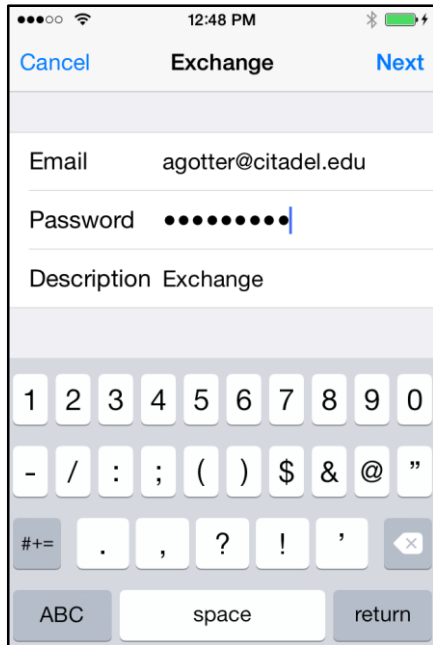 12:48 PM
Cancel Exchange Next
Email agotter@citadel.edu
Password •••••••••
Description Exchange
1 2 3 4 5 6 7 8 9 0
- / : ; ( ) $ & @ ”
#+= . , ? ! ’
ABC space return